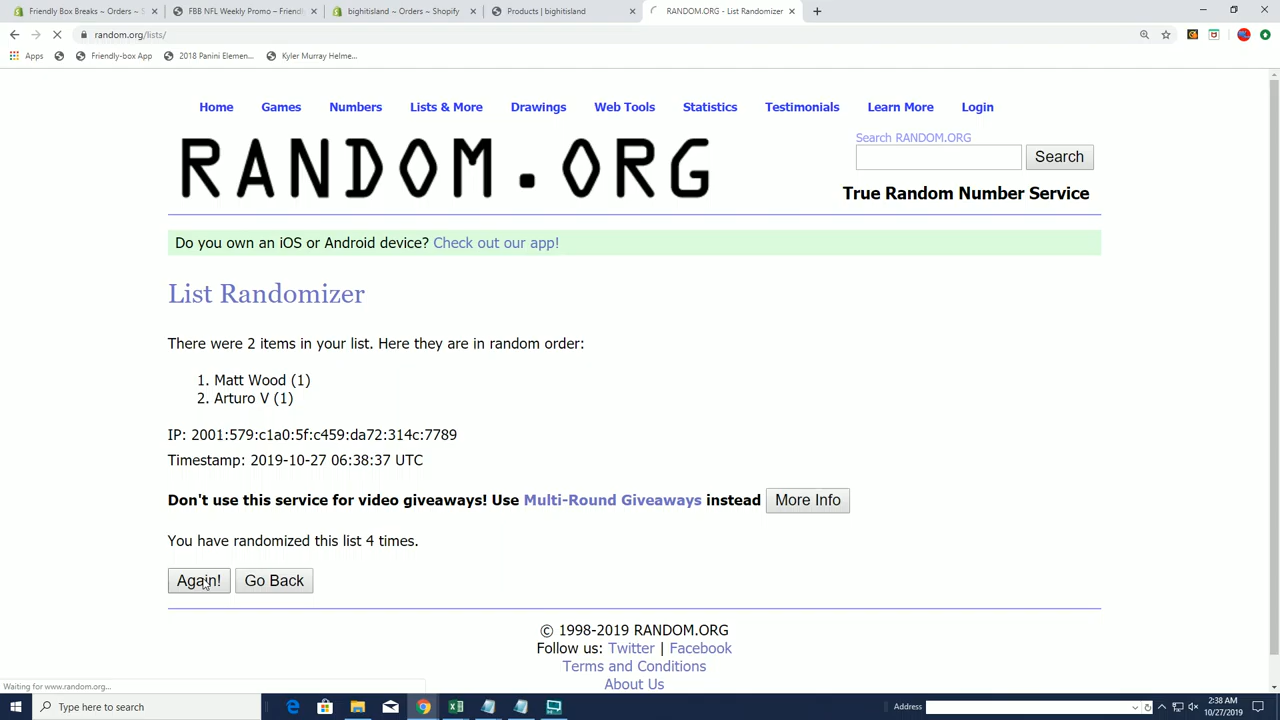 Friendly Box Breaks ~ Orders ~ S
FBB NFL Weekly Promo – Friend
bighitisland ~ Orders ~ Shopify
Products | bighitisland
RANDOM.ORG - List Randomizer
random.org/lists/
Apps
Friendly-box App
2018 Panini Elemen...
Kyler Murray Helme...
Home
Games
Numbers
Lists & More
Drawings
Web Tools
Statistics
Testimonials
Learn More
Login
RANDOM.ORG
Search RANDOM.ORG
Search
True Random Number Service
Do you own an iOS or Android device? Check out our app!
List Randomizer
There were 2 items in your list. Here they are in random order:
1. Matt Wood (1)
2. Arturo V (1)
IP: 2001:579:c1a0:5f:c459:da72:314c:7789
Timestamp: 2019-10-27 06:38:37 UTC
Don't use this service for video giveaways! Use Multi-Round Giveaways instead
More Info
You have randomized this list 4 times.
Again!
Go Back
© 1998-2019 RANDOM.ORG
Follow us: Twitter | Facebook
Terms and Conditions
About Us
Waiting for www.random.org...
Type here to search
Address
2:38 AM
10/27/2019